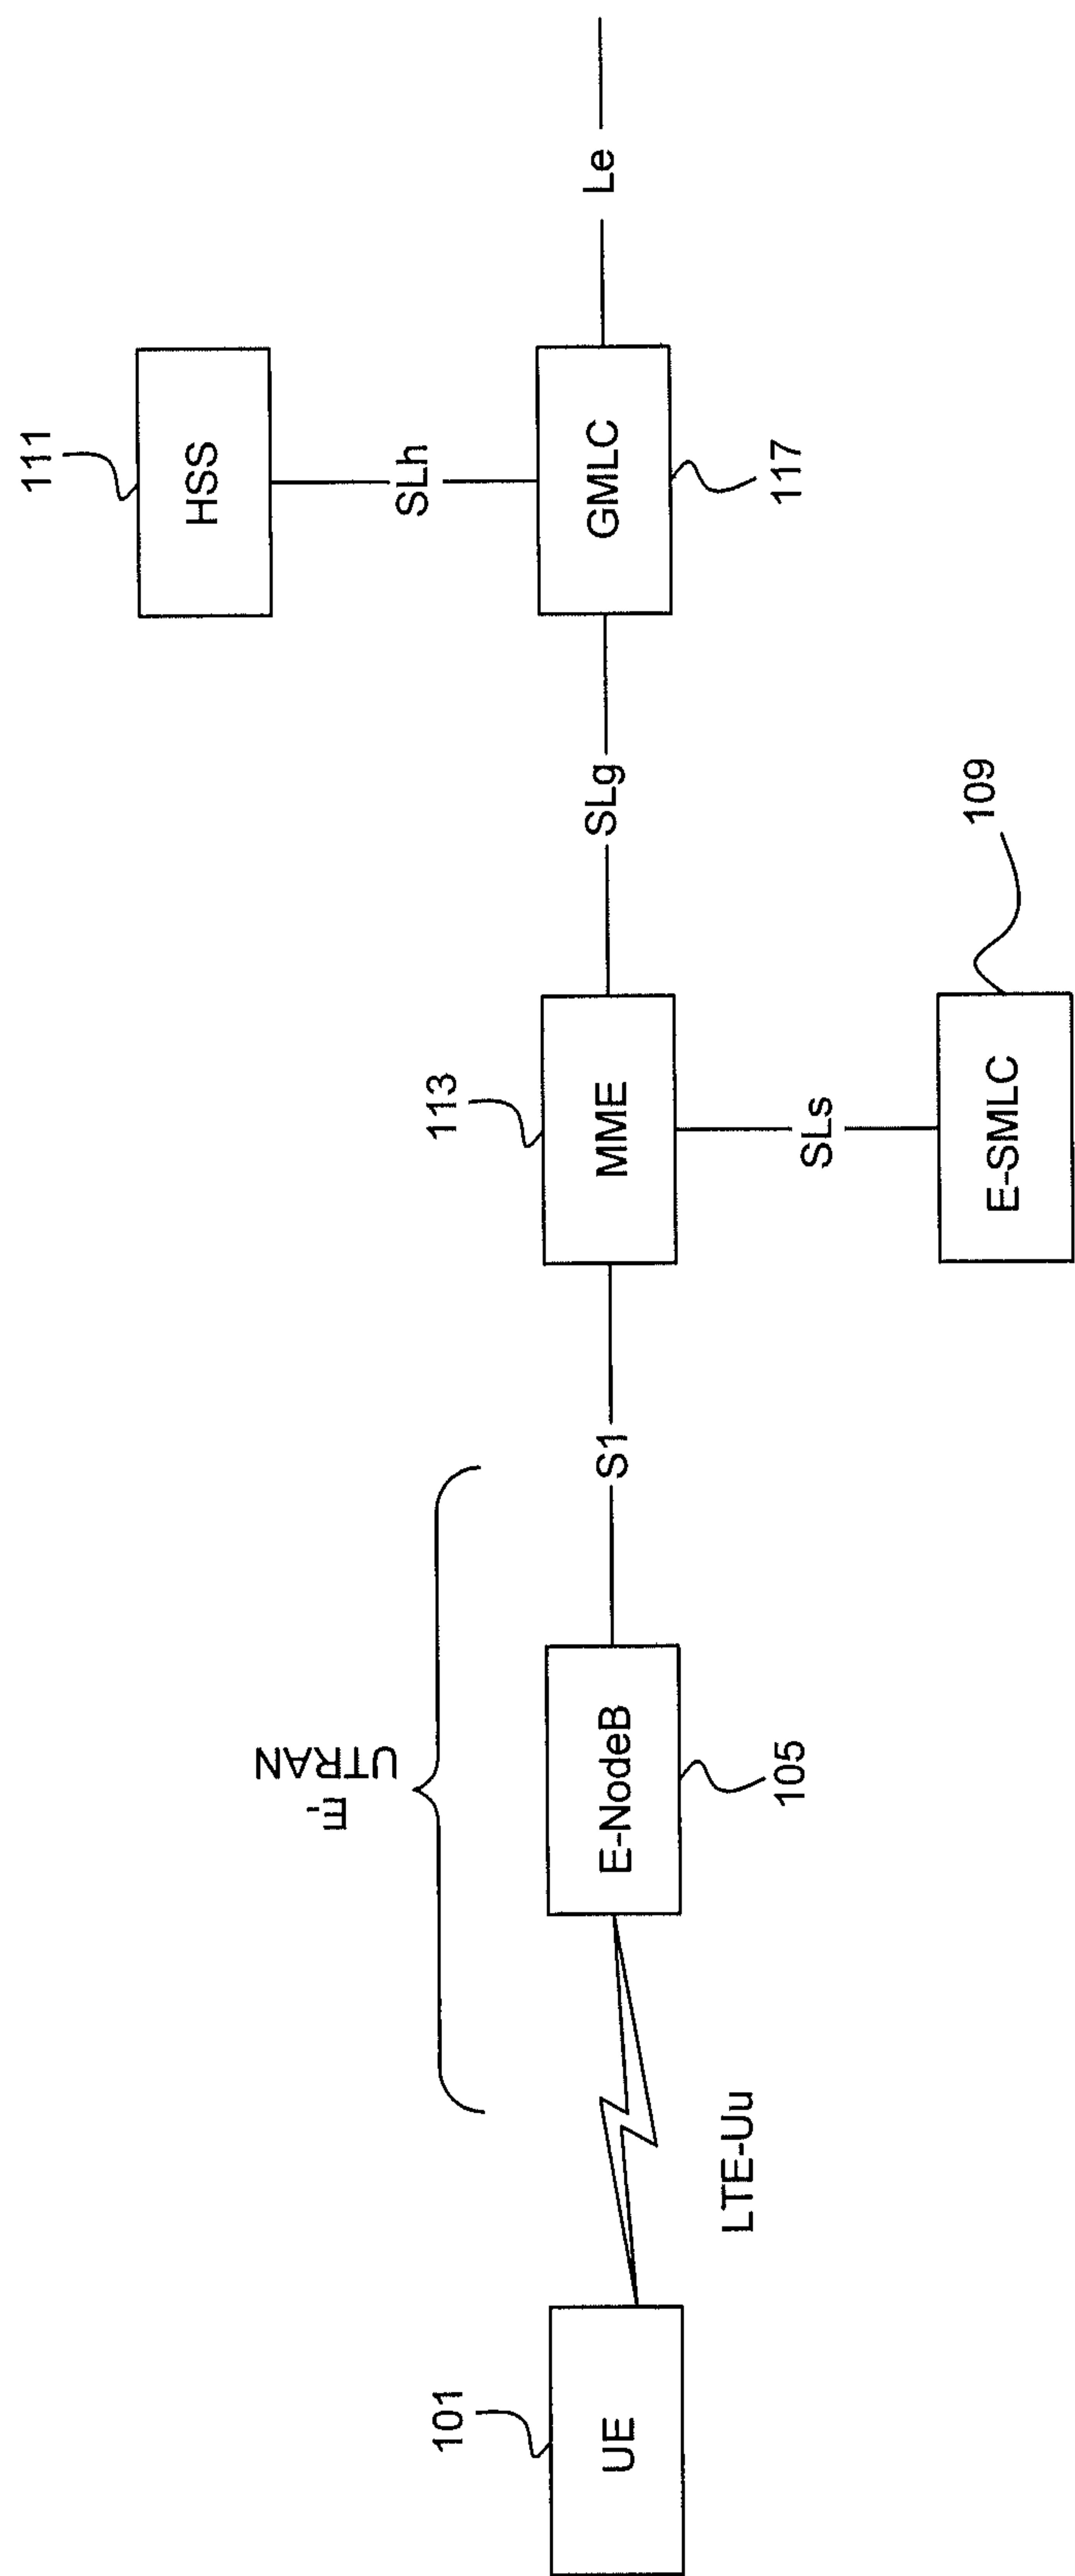 111
HSS
SLh
E-
UTRAN
101
UE
LTE-Uu
E-NodeB
105
S1
113
MME
SLg
GMLC
117
Le
SLs
E-SMLC
109